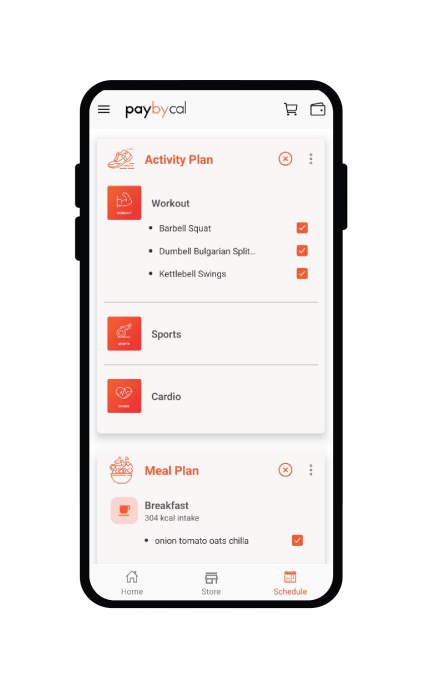 paybycal
Activity Plan
WORKOUT
Workout
Barbell Squat
Dumbell Bulgarian Split...
Kettlebell Swings
SPORTS
Sports
Cardio
Meal Plan
Breakfast
304 kcal intake
onion tomato oats chilla
Home
Store
Schedule